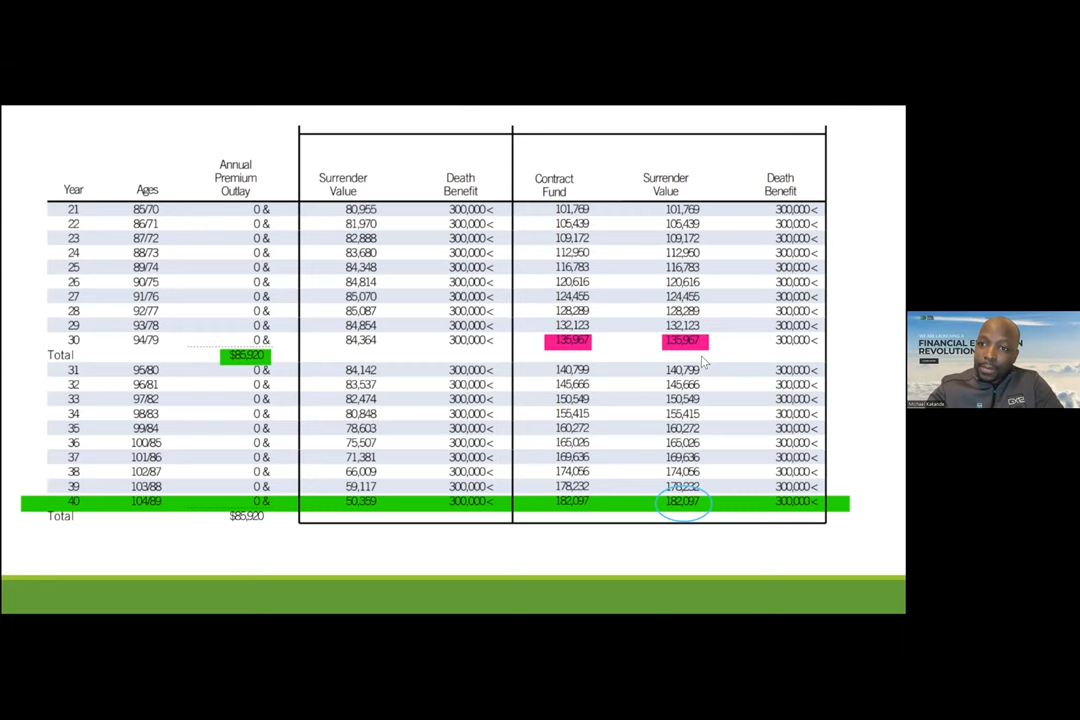 Annual
Premium
Outlay
Year Ages Surrender Value Death Benefit Contract Fund Surrender Value Death Benefit
21 85/70 0 & 80,955 300,000< 101,769 101,769 300,000<
22 86/71 0 & 81,970 300,000< 105,439 105,439 300,000<
23 87/72 0 & 82,888 300,000< 109,172 109,172 300,000<
24 88/73 0 & 83,680 300,000< 112,950 112,950 300,000<
25 89/74 0 & 84,348 300,000< 116,783 116,783 300,000<
26 90/75 0 & 84,814 300,000< 120,616 120,616 300,000<
27 91/76 0 & 85,070 300,000< 124,455 124,455 300,000<
28 92/77 0 & 85,087 300,000< 128,289 128,289 300,000<
29 93/78 0 & 84,854 300,000< 132,123 132,123 300,000<
30 94/79 0 & 84,364 300,000< 135,967 135,967 300,000<
Total $85,920
31 95/80 0 & 84,142 300,000< 140,799 140,799 300,000<
32 96/81 0 & 83,537 300,000< 145,666 145,666 300,000<
33 97/82 0 & 82,474 300,000< 150,549 150,549 300,000<
34 98/83 0 & 80,848 300,000< 155,415 155,415 300,000<
35 99/84 0 & 78,603 300,000< 160,272 160,272 300,000<
36 100/85 0 & 75,507 300,000< 165,026 165,026 300,000<
37 101/86 0 & 71,381 300,000< 169,636 169,636 300,000<
38 102/87 0 & 66,009 300,000< 174,056 174,056 300,000<
39 103/88 0 & 59,117 300,000< 178,232 178,232 300,000<
40 104/89 0 & 50,359 300,000< 182,097 182,097 300,000<
Total $85,920
FINANCIAL
REVOLUTION
Michael Kakande